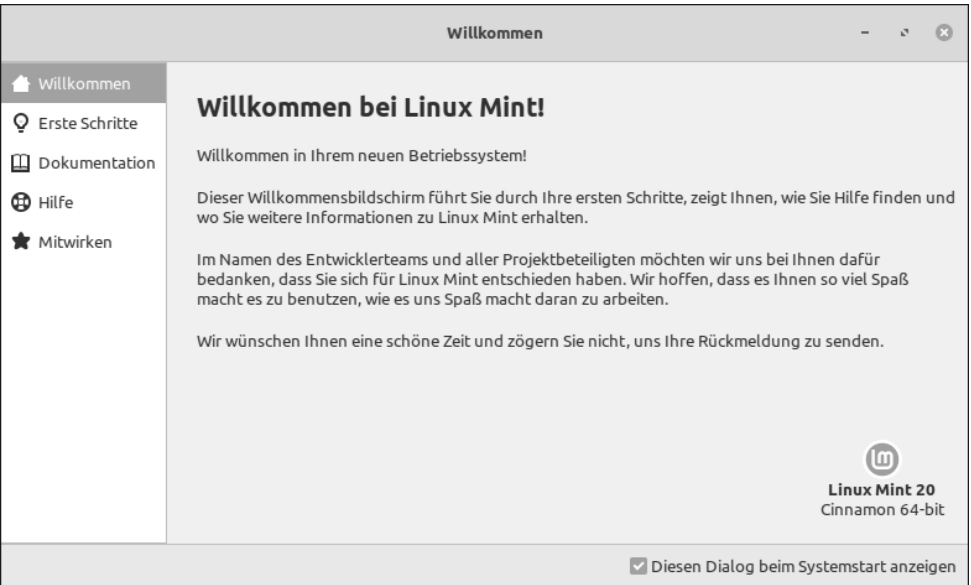 Willkommen
Willkommen
Erste Schritte
Dokumentation
Hilfe
Mitwirken
Willkommen bei Linux Mint!
Willkommen in Ihrem neuen Betriebssystem!
Dieser Willkommensbildschirm führt Sie durch Ihre ersten Schritte, zeigt Ihnen, wie Sie Hilfe finden und
wo Sie weitere Informationen zu Linux Mint erhalten.
Im Namen des Entwicklerteams und aller Projektbeteiligten möchten wir uns bei Ihnen dafür
bedanken, dass Sie sich für Linux Mint entschieden haben. Wir hoffen, dass es Ihnen so viel Spaß
macht es zu benutzen, wie es uns Spaß macht daran zu arbeiten.
Wir wünschen Ihnen eine schöne Zeit und zögern Sie nicht, uns Ihre Rückmeldung zu senden.
Linux Mint 20
Cinnamon 64-bit
Diesen Dialog beim Systemstart anzeigen